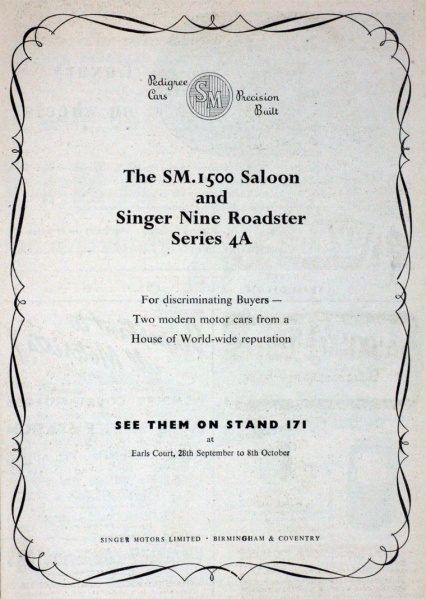 Pedigree
Cars
SM
Precision
Built
The SM.1500 Saloon
and
Singer Nine Roadster
Series 4A
For discriminating Buyers —
Two modern motor cars from a
House of World-wide reputation
SEE THEM ON STAND 171
at
Earls Court, 28th September to 8th October
SINGER MOTORS LIMITED · BIRMINGHAM & COVENTRY